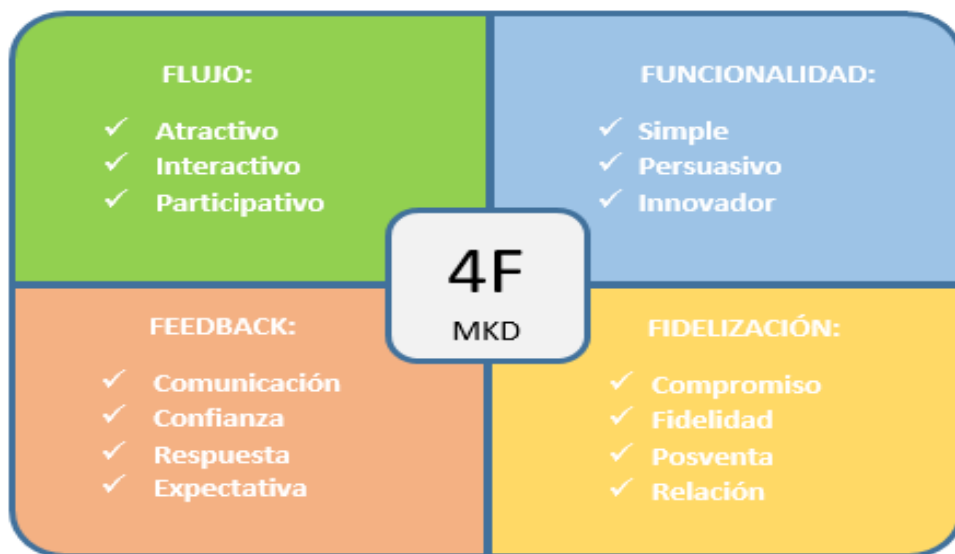 FLUJO:
✓ Atractivo
✓ Interactivo
✓ Participativo
FUNCIONALIDAD:
✓ Simple
✓ Persuasivo
✓ Innovador
4F
MKD
FEEDBACK:
✓ Comunicación
✓ Confianza
✓ Respuesta
✓ Expectativa
FIDELIZACIÓN:
✓ Compromiso
✓ Fidelidad
✓ Posventa
✓ Relación